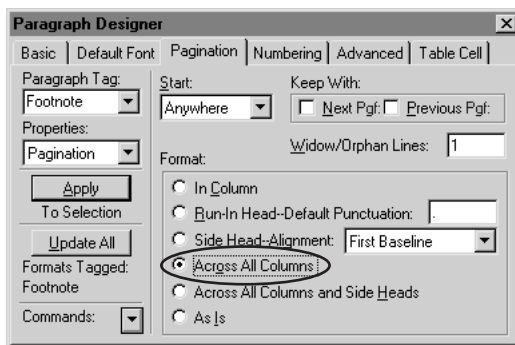 Paragraph Designer
Basic Default Font Pagination Numbering Advanced Table Cell
Paragraph Tag:
Footnote
Properties:
Pagination
Apply
To Selection
Update All
Formats Tagged:
Footnote
Commands:
Start:
Anywhere
Keep With:
Next Pgf: Previous Pgf:
Widow/Orphan Lines: 1
Format:
In Column
Run-In Head--Default Punctuation: .
Side Head--Alignment: First Baseline
Across All Columns
Across All Columns and Side Heads
As Is